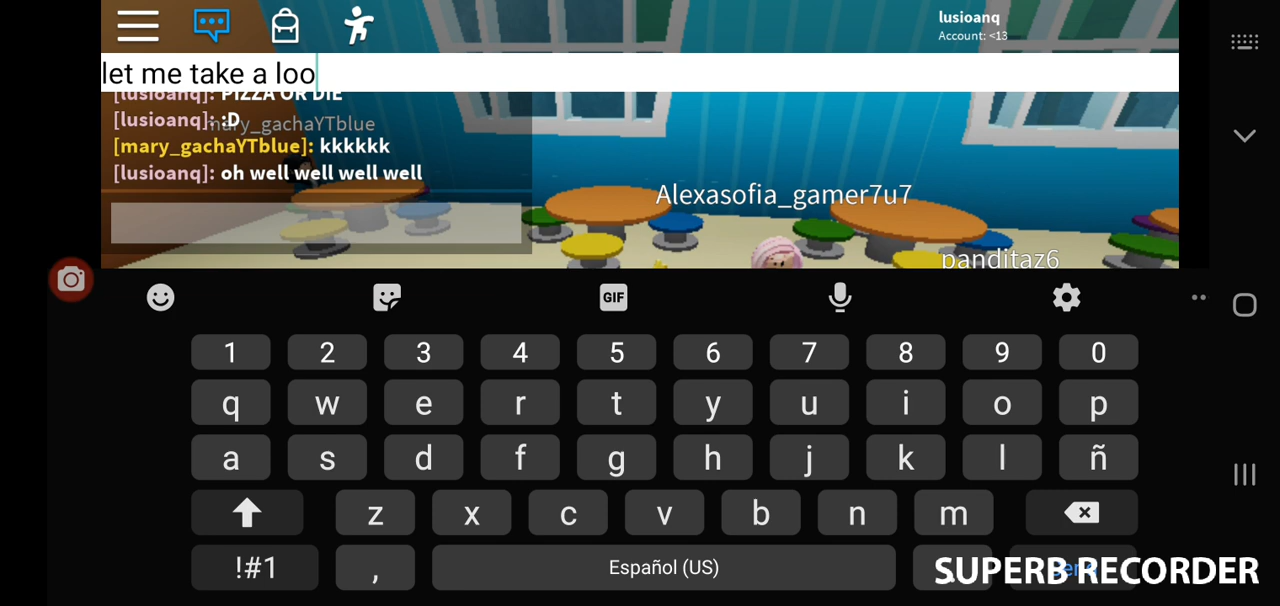 lusioanq
Account: <13
let me take a loo
[lusioanq]: PIZZA OR DIE
[lusioanq]: :D
mary_gachaYTblue
[mary_gachaYTblue]: kkkkkk
[lusioanq]: oh well well well well
Alexasofia_gamer7u7
panditaz6
GIF
1 2 3 4 5 6 7 8 9 0
q w e r t y u i o p
a s d f g h j k l ñ
z x c v b n m
!#1 , Español (US)
SUPERB RECORDER